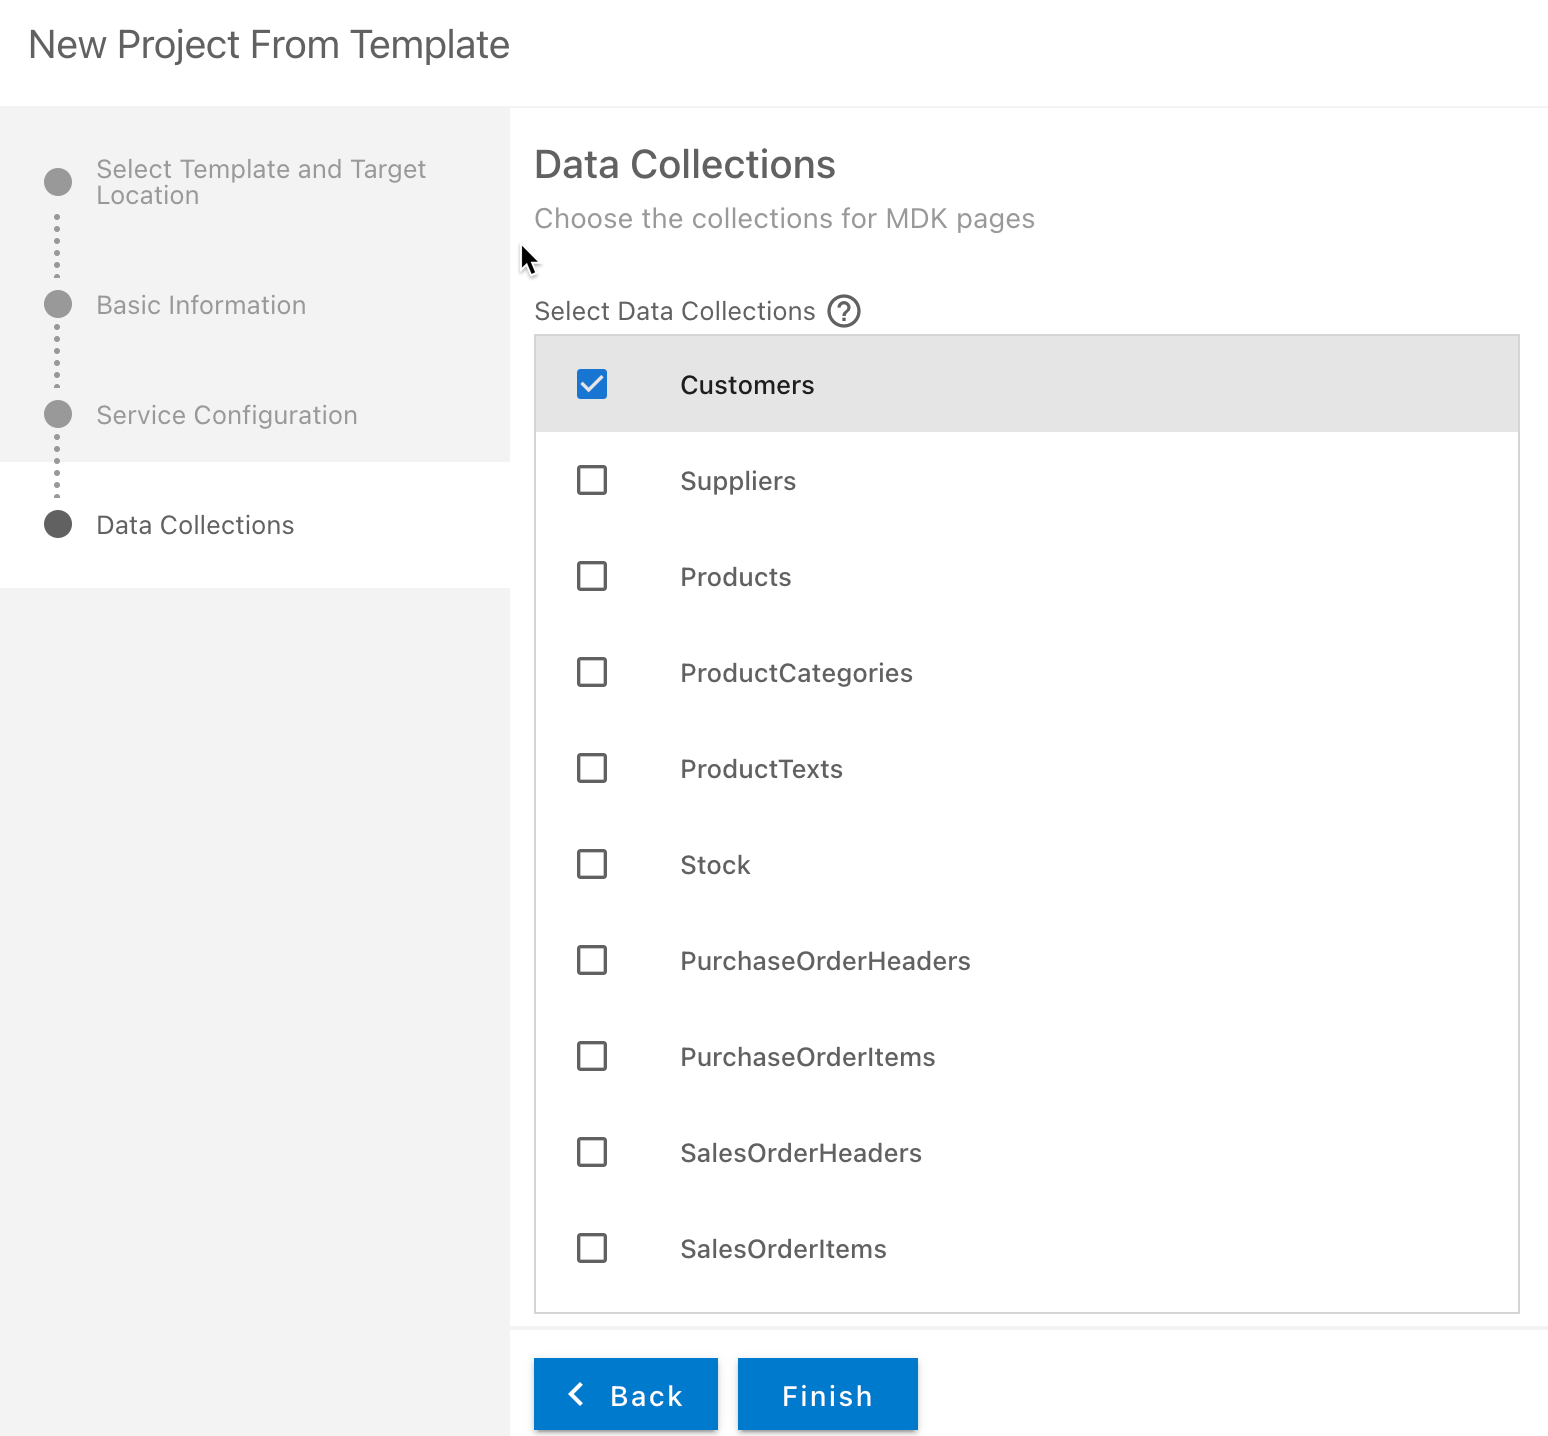 New Project From Template
Select Template and Target
Location
Basic Information
Service Configuration
Data Collections
Data Collections
Choose the collections for MDK pages
Select Data Collections ?
Customers
Suppliers
Products
ProductCategories
ProductTexts
Stock
PurchaseOrderHeaders
PurchaseOrderItems
SalesOrderHeaders
SalesOrderItems
Back
Finish